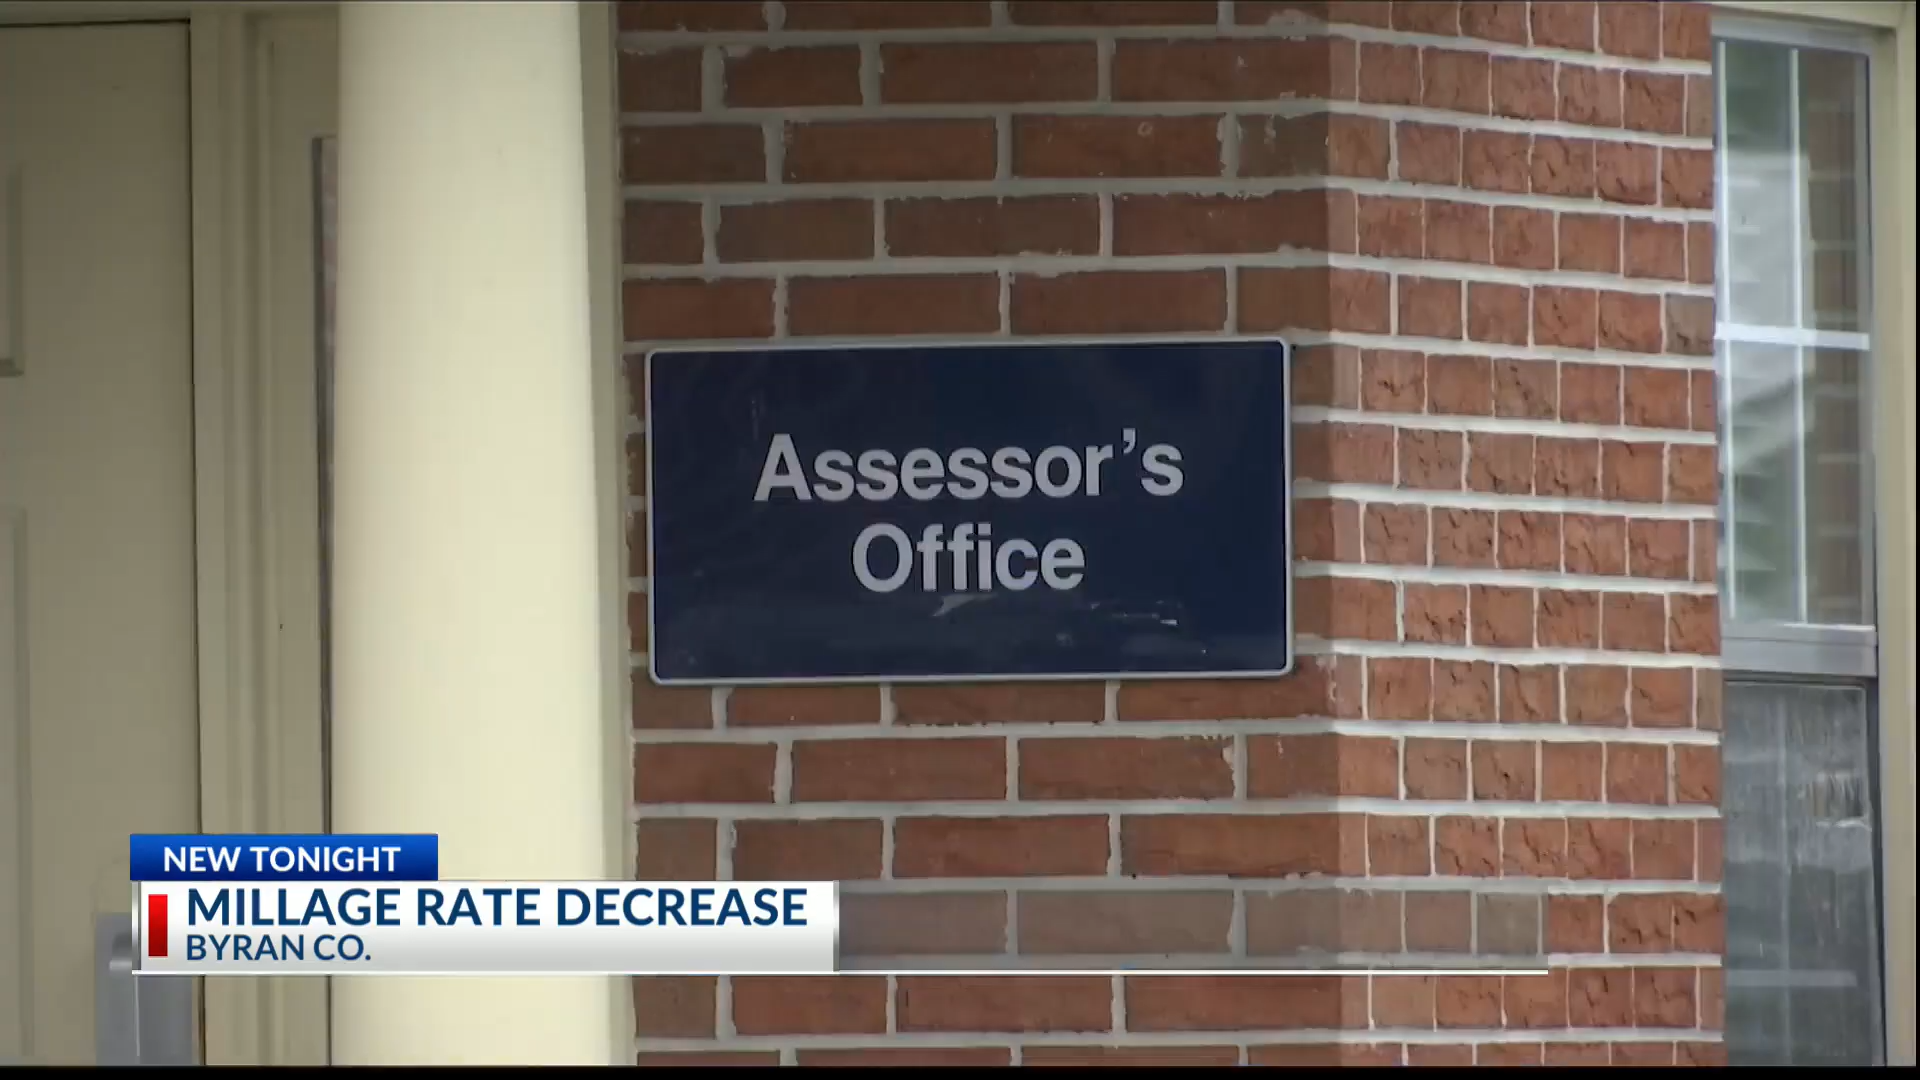 Assessor's
Office
NEW TONIGHT
MILLAGE RATE DECREASE
BYRAN CO.